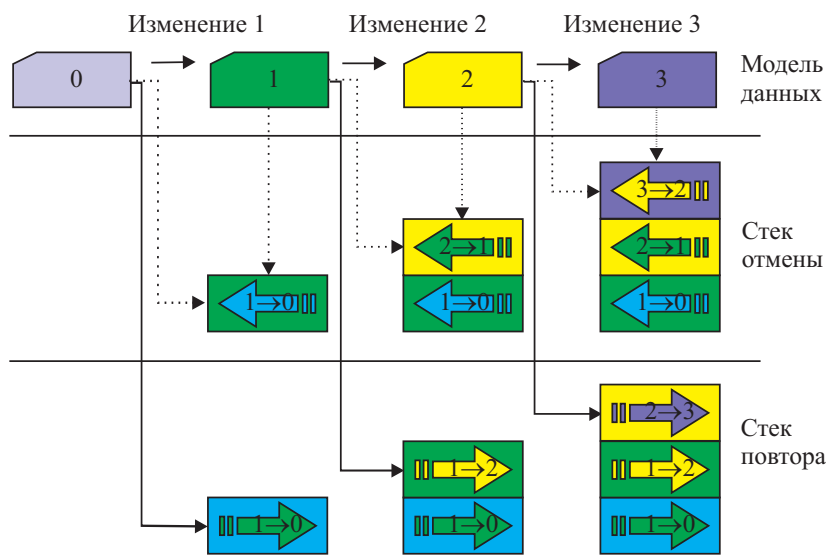 Изменение 1 Изменение 2 Изменение 3
0 1 2 3
Модель
данных
3→2
2→1 2→1
Стек
отмены
1→0 1→0 1→0
2→3
Стек
повтора
1→2 1→2
1→0 1→0 1→0